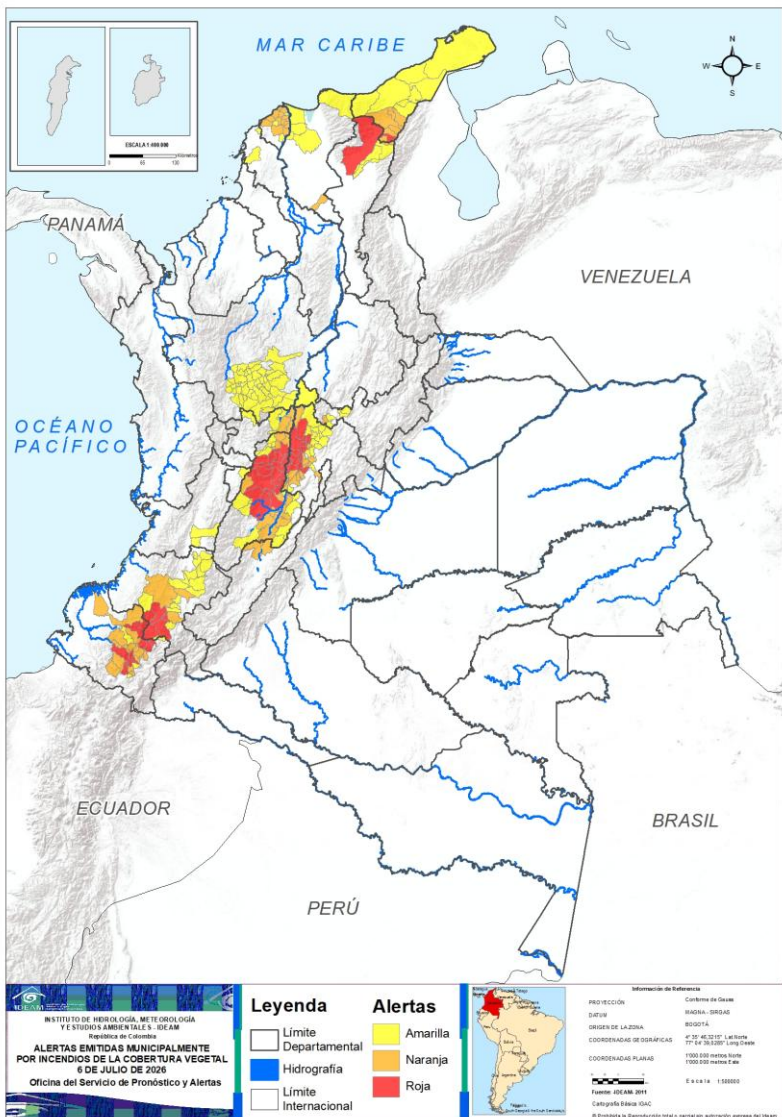 MAR CARIBE
N
W
E
S
ESCALA 1:400.000
PANAMÁ
VENEZUELA
OCÉANO
PACÍFICO
ECUADOR
BRASIL
PERÚ
IDEAM
INSTITUTO DE HIDROLOGÍA, METEOROLOGÍA
Y ESTUDIOS AMBIENTALES - IDEAM
República de Colombia
ALERTAS EMITIDAS MUNICIPALMENTE
POR INCENDIOS DE LA COBERTURA VEGETAL
6 DE JULIO DE 2026
Oficina del Servicio de Pronóstico y Alertas
Leyenda
Límite
Departamental
Hidrografía
Límite
Internacional
Alertas
Amarilla
Naranja
Roja
Información de Referencia
PROYECCIÓN
Conforme de Gauss
DATUM
MAGNA - SIRGAS
ORIGEN DE LA ZONA
BOGOTÁ
COORDENADAS GEOGRÁFICAS
COORDENADAS PLANAS
1'000.000 metros Norte
1'000.000 metros Este
Fuente: IDEAM. 2011
Cartografía Básica IGAC